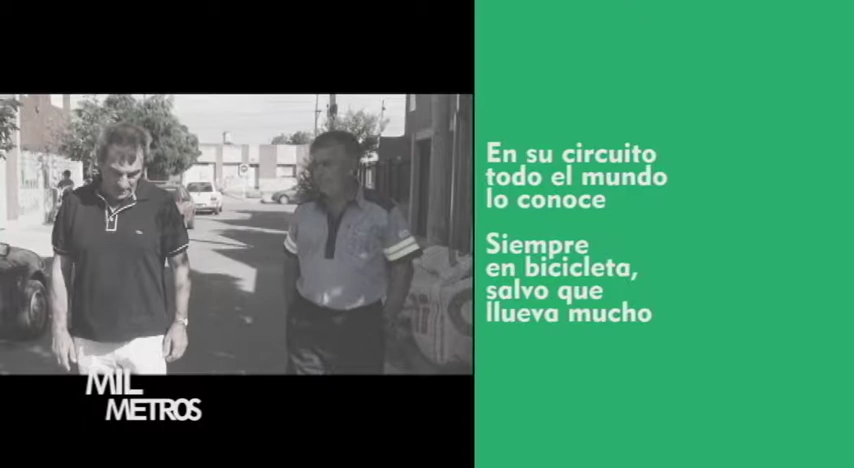 En su circuito
todo el mundo
lo conoce
Siempre
en bicicleta,
salvo que
llueva mucho
MIL
METROS